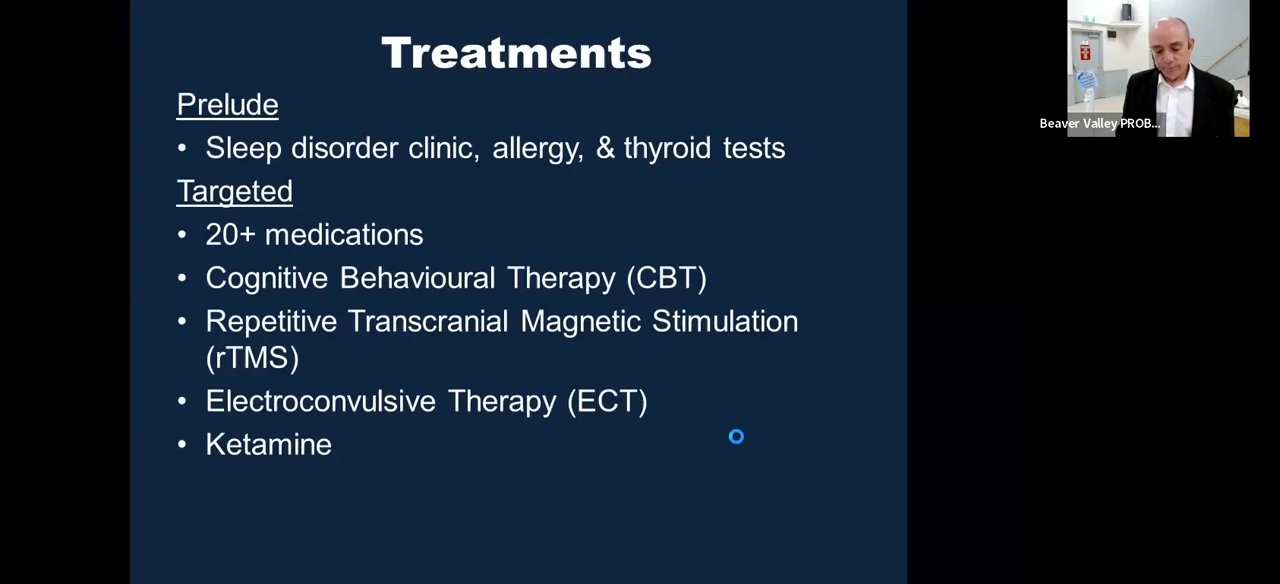 Treatments
Prelude
• Sleep disorder clinic, allergy, & thyroid tests
Targeted
• 20+ medications
• Cognitive Behavioural Therapy (CBT)
• Repetitive Transcranial Magnetic Stimulation
(rTMS)
• Electroconvulsive Therapy (ECT)
• Ketamine
Beaver Valley PROB...